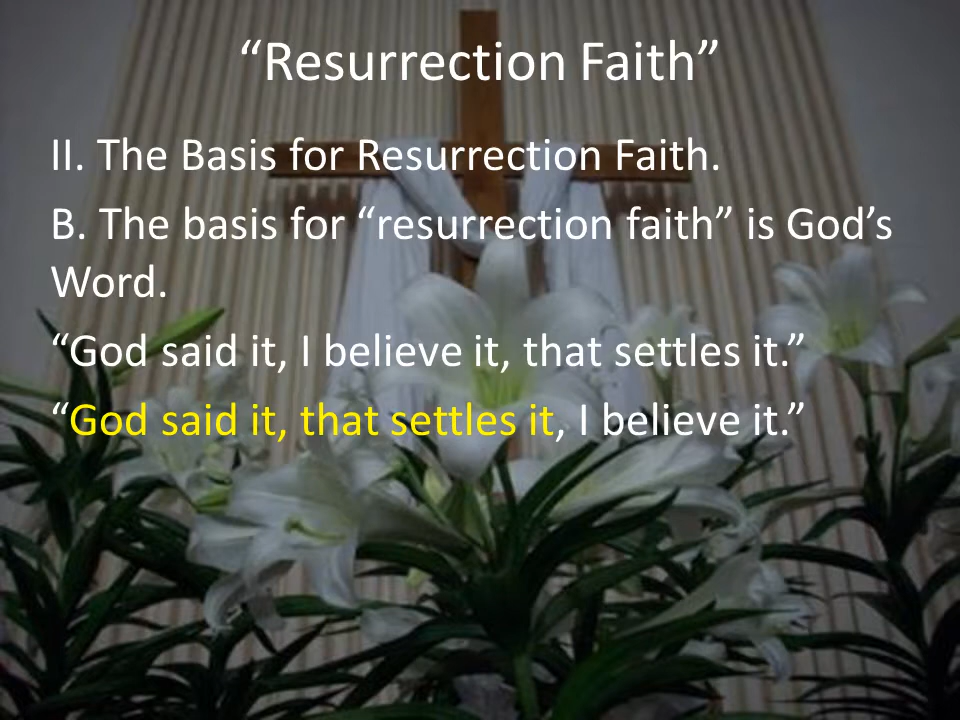 “Resurrection Faith”
II. The Basis for Resurrection Faith.
B. The basis for “resurrection faith” is God’s
Word.
“God said it, I believe it, that settles it.”
“God said it, that settles it, I believe it.”